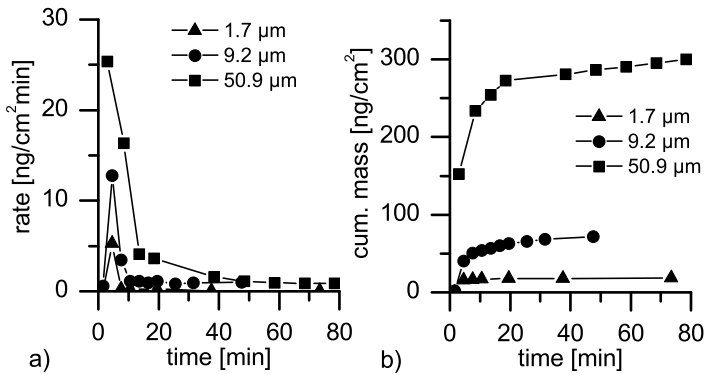 30
20
10
0
rate [ng/cm²min]
1.7 µm
9.2 µm
50.9 µm
0 20 40 60 80
time [min]
a)
300
200
100
0
cum. mass [ng/cm²]
1.7 µm
9.2 µm
50.9 µm
0 20 40 60 80
time [min]
b)